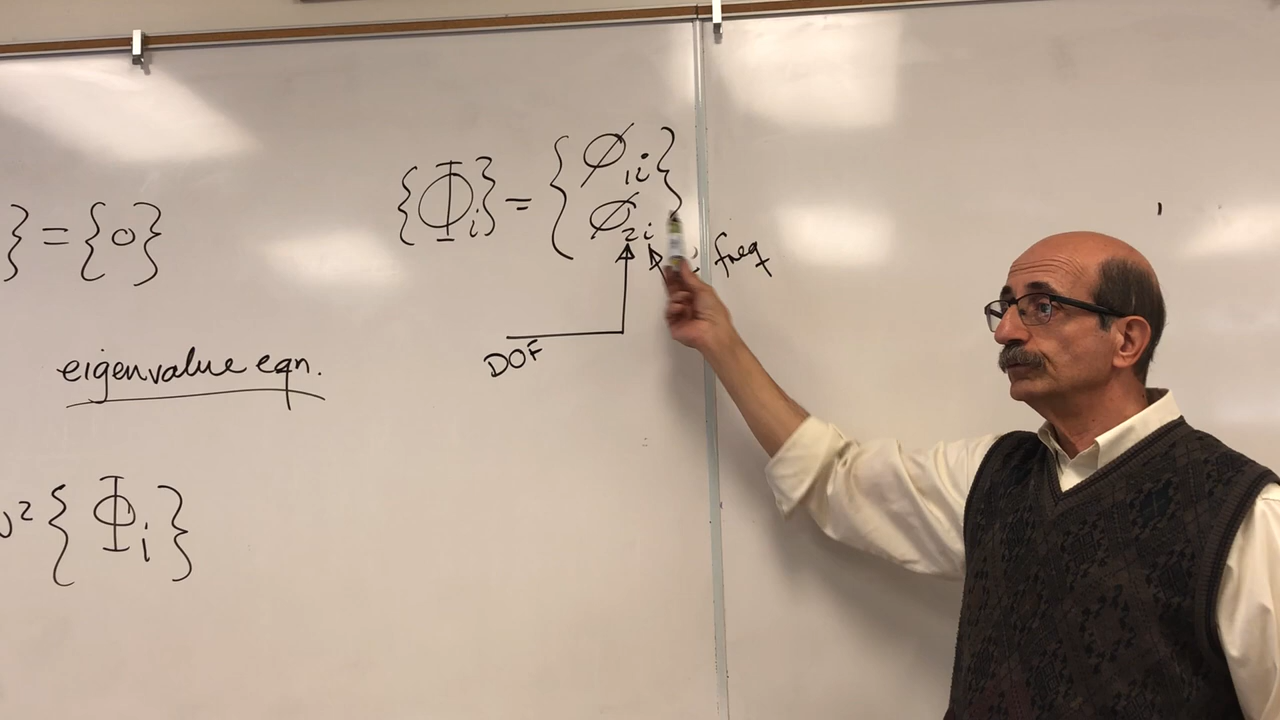 } = {0}
{Φi} = {ϕ1i
ϕ2i}
freq
DOF
eigenvalue eqn.
ω² {Φi}